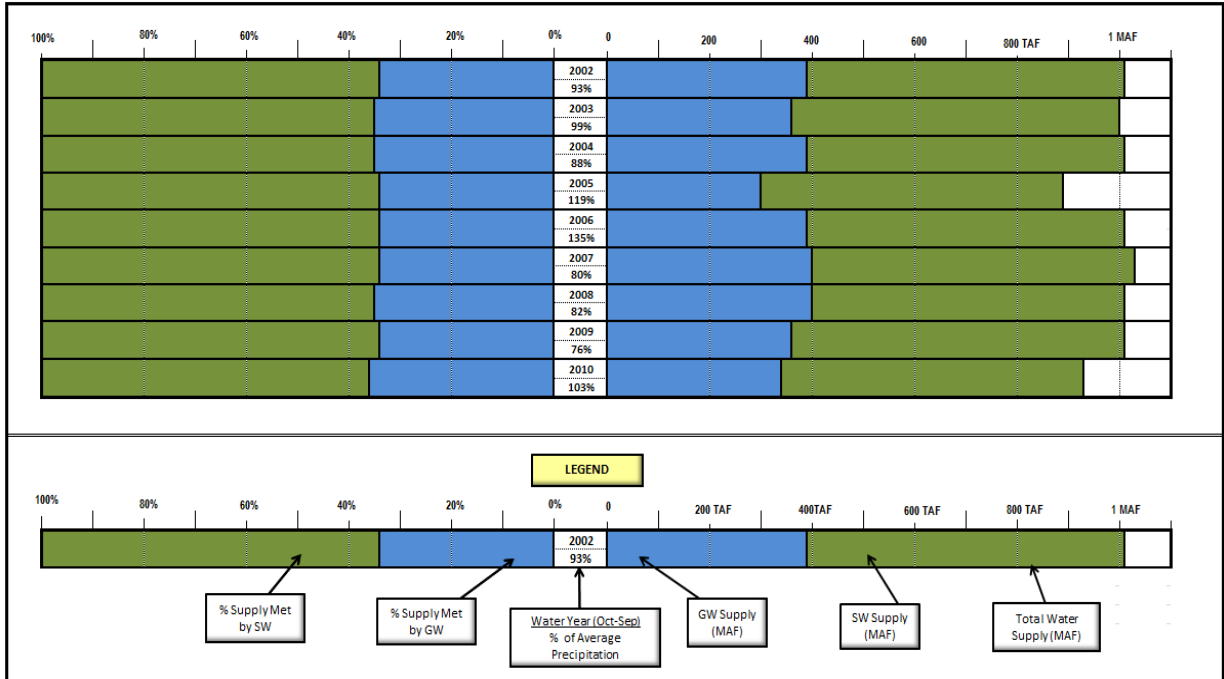 100% 80% 60% 40% 20% 0% 0 200 400 600 800 TAF 1 MAF
2002
93%
2003
99%
2004
88%
2005
119%
2006
135%
2007
80%
2008
82%
2009
76%
2010
103%
LEGEND
100% 80% 60% 40% 20% 0% 0 200 TAF 400TAF 600 TAF 800 TAF 1 MAF
2002
93%
% Supply Met
by SW
% Supply Met
by GW
Water Year (Oct-Sep)
% of Average
Precipitation
GW Supply
(MAF)
SW Supply
(MAF)
Total Water
Supply (MAF)